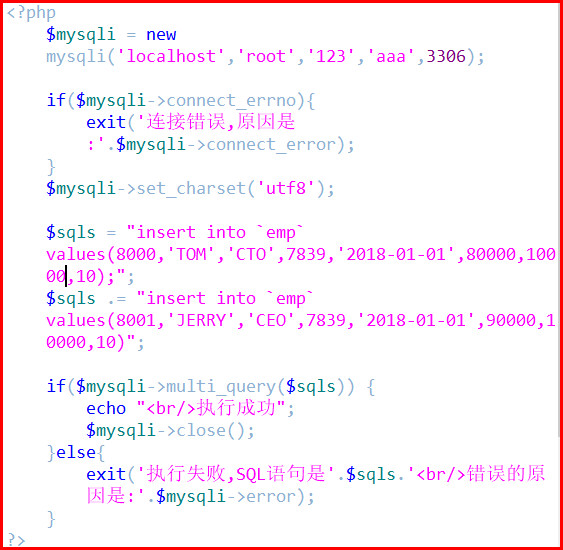 <?php
$mysqli = new
mysqli('localhost','root','123','aaa',3306);
if($mysqli->connect_errno){
exit('连接错误,原因是
:'.$mysqli->connect_error);
}
$mysqli->set_charset('utf8');
$sqls = "insert into `emp`
values(8000,'TOM','CTO',7839,'2018-01-01',80000,100
00,10);";
$sqls .= "insert into `emp`
values(8001,'JERRY','CEO',7839,'2018-01-01',90000,1
0000,10)";
if($mysqli->multi_query($sqls)) {
echo "<br/>执行成功";
$mysqli->close();
}else{
exit('执行失败,SQL语句是'.$sqls.'<br/>错误的原
因是:'.$mysqli->error);
}
?>